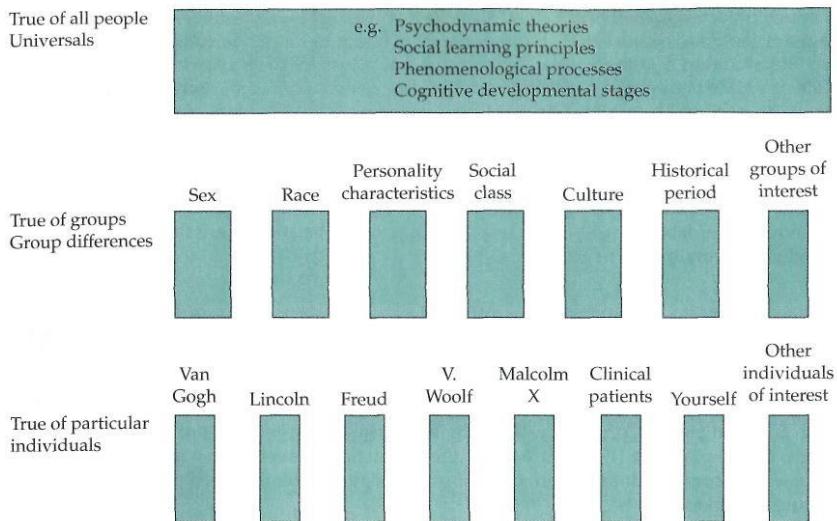 True of all people
Universals
e.g. Psychodynamic theories
Social learning principles
Phenomenological processes
Cognitive developmental stages
True of groups
Group differences
Sex
Race
Personality
characteristics
Social
class
Culture
Historical
period
Other
groups of
interest
True of particular
individuals
Van
Gogh
Lincoln
Freud
V.
Woolf
Malcolm
X
Clinical
patients
Yourself
Other
individuals
of interest